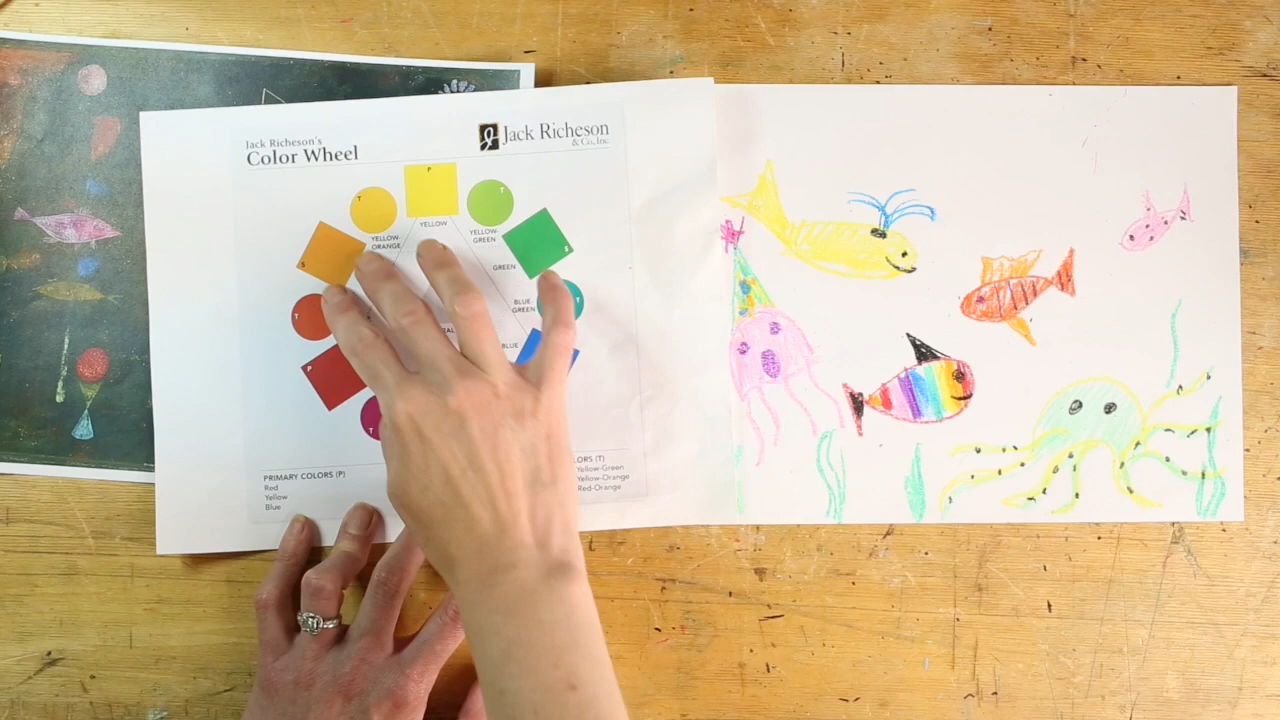 Jack Richeson's
Color Wheel
Jack Richeson
& Co., Inc.
P
YELLOW
T
YELLOW-
ORANGE
T
YELLOW-
GREEN
S
S
GREEN
BLUE-
GREEN
T
T
BLUE
P
T
PRIMARY COLORS (P)
Red
Yellow
Blue
ORS (T)
Yellow-Green
Yellow-Orange
Red-Orange